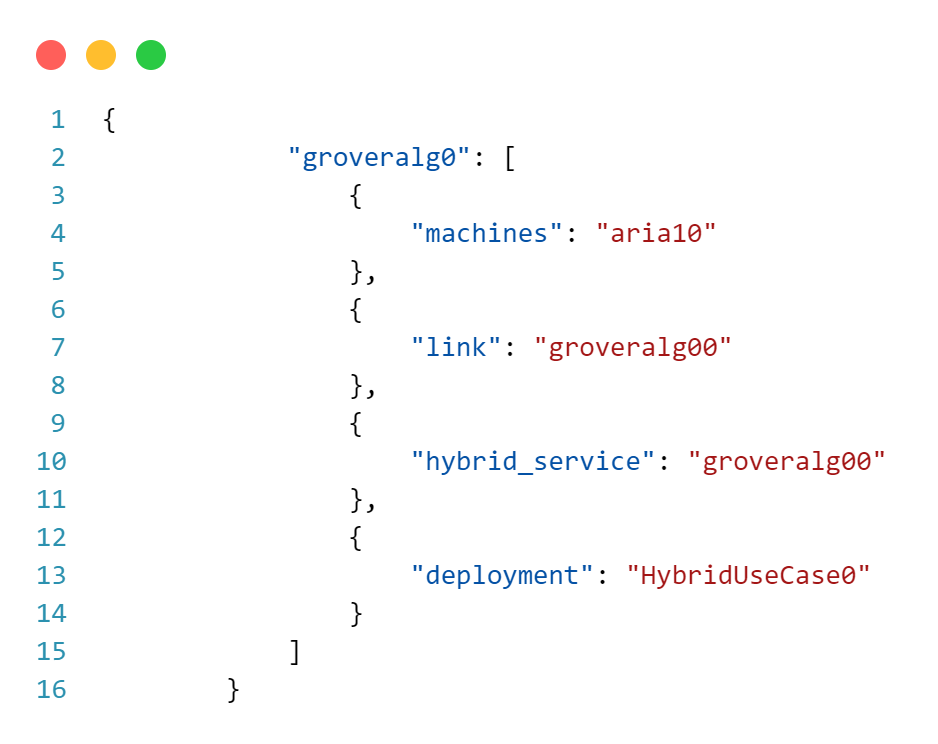 1 {
2             "groveralg0": [
3                 {
4                     "machines": "aria10"
5                 },
6                 {
7                     "link": "groveralg00"
8                 },
9                 {
10                     "hybrid_service": "groveralg00"
11                 },
12                 {
13                     "deployment": "HybridUseCase0"
14                 }
15             ]
16         }